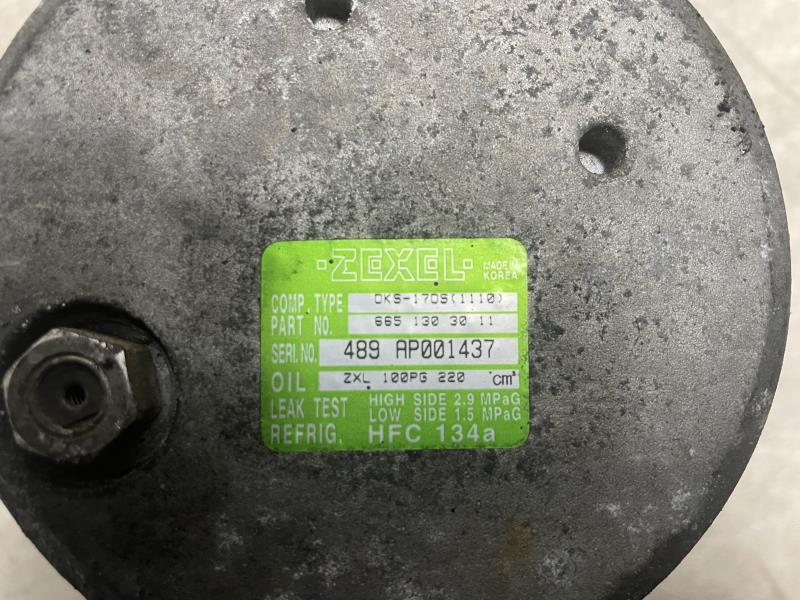 ·ZEXEL·
MADE IN
KOREA
COMP. TYPE DKS-17DS(1110)
PART NO. 665 130 30 11
SERI. NO. 489 AP001437
OIL ZXL 100PG 220 cm³
LEAK TEST HIGH SIDE 2.9 MPaG
LOW SIDE 1.5 MPaG
REFRIG. HFC 134a